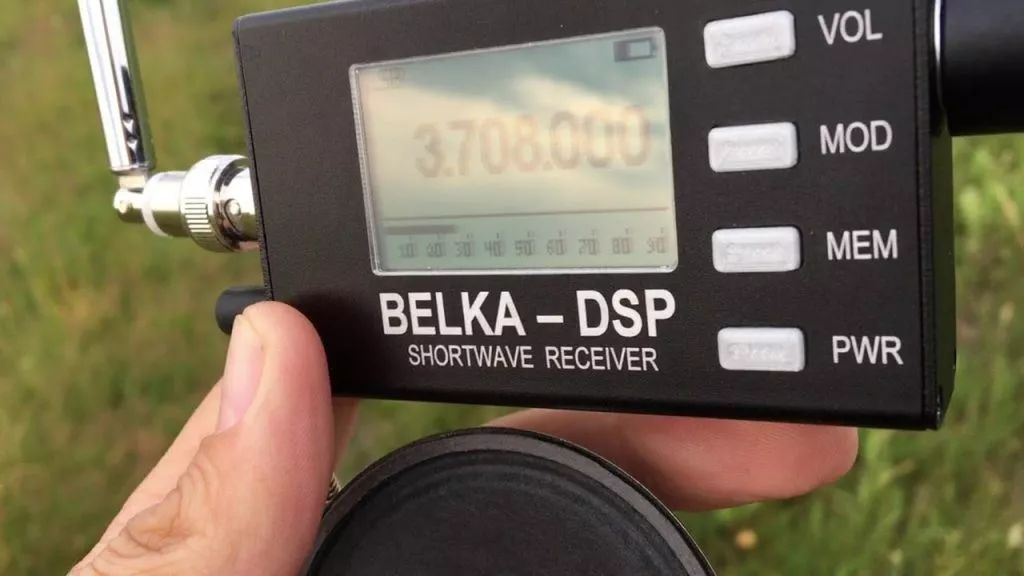 3.708.000
BELKA – DSP
SHORTWAVE RECEIVER
VOL
MOD
MEM
PWR